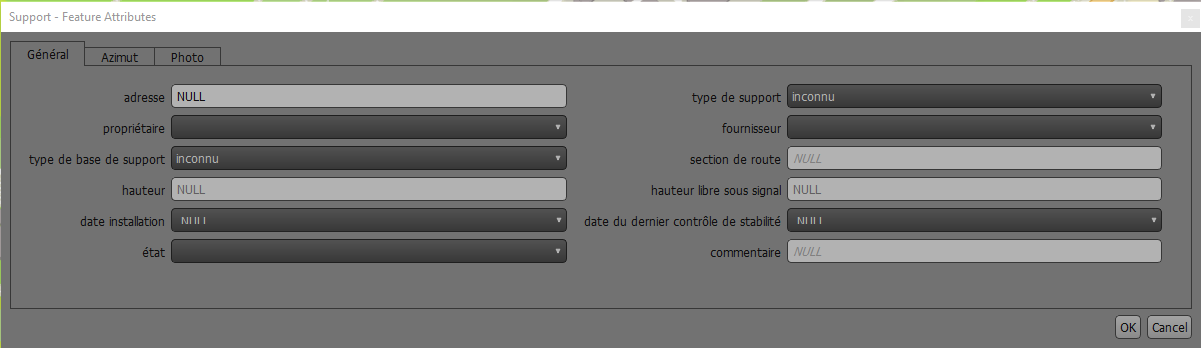 Support - Feature Attributes
Général Azimut Photo
adresse NULL type de support inconnu
propriétaire fournisseur
type de base de support inconnu section de route NULL
hauteur NULL hauteur libre sous signal NULL
date installation NULL date du dernier contrôle de stabilité NULL
état commentaire NULL
OK Cancel